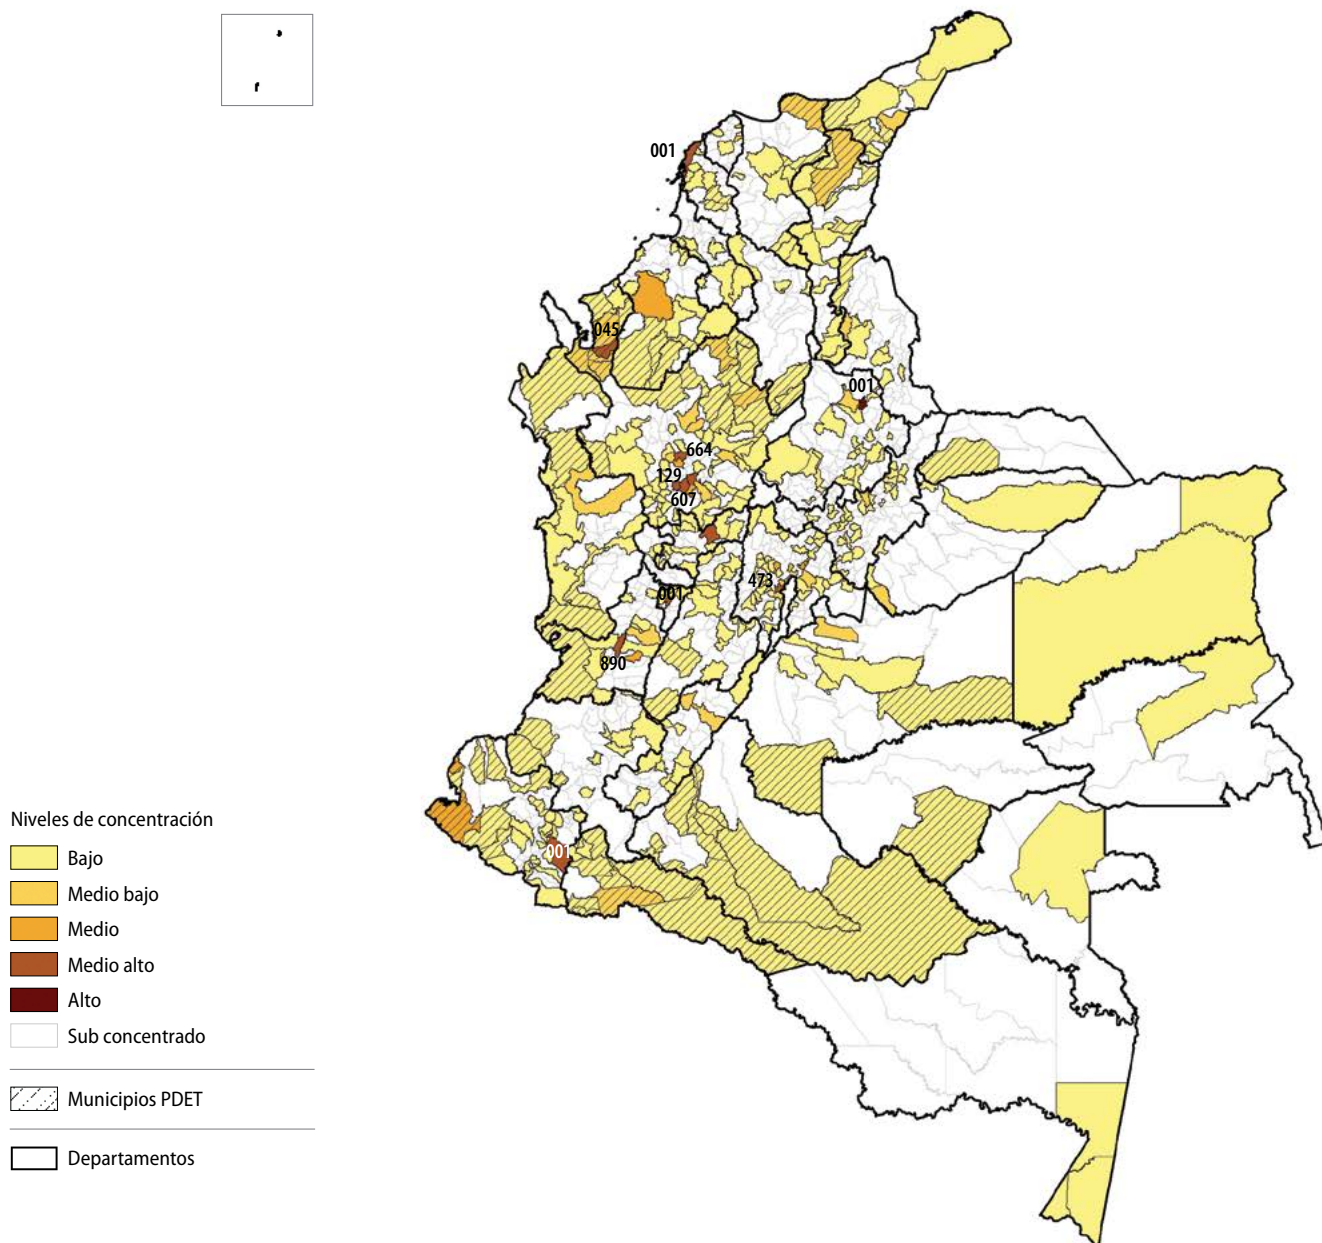 001
045
001
664
129
607
473
001
890
001
Niveles de concentración
Bajo
Medio bajo
Medio
Medio alto
Alto
Sub concentrado
Municipios PDET
Departamentos